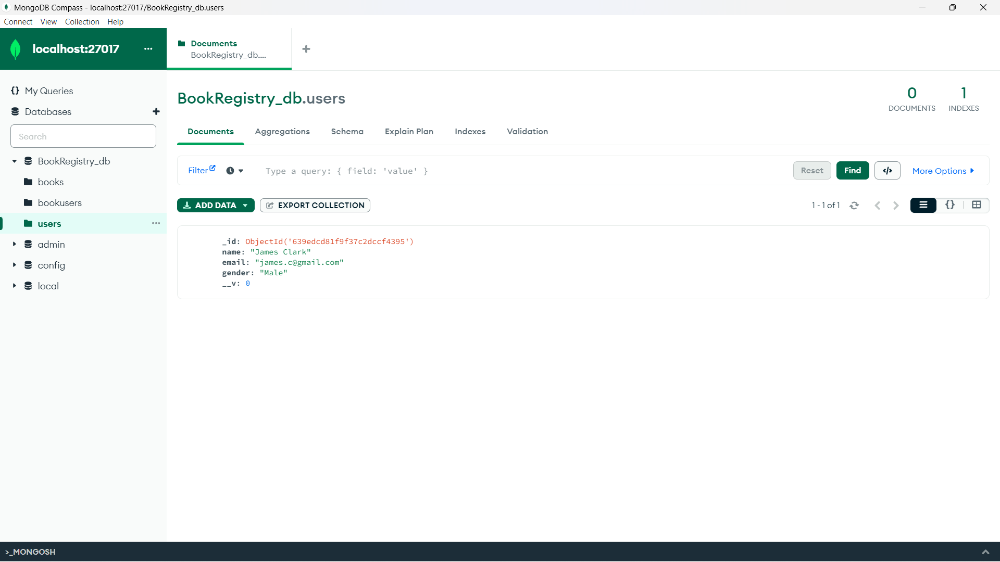 MongoDB Compass - localhost:27017/BookRegistry_db.users
Connect View Collection Help
localhost:27017 ...
Documents
BookRegistry_db....
My Queries
Databases
Search
BookRegistry_db
books
bookusers
users
admin
config
local
BookRegistry_db.users
0
DOCUMENTS
1
INDEXES
Documents Aggregations Schema Explain Plan Indexes Validation
Filter Type a query: { field: 'value' } Reset Find </> More Options
ADD DATA EXPORT COLLECTION 1 - 1 of 1 {}
_id: ObjectId('639edcd81f9f37c2dccf4395')
name: "James Clark"
email: "james.c@gmail.com"
gender: "Male"
__v: 0
>_MONGOSH